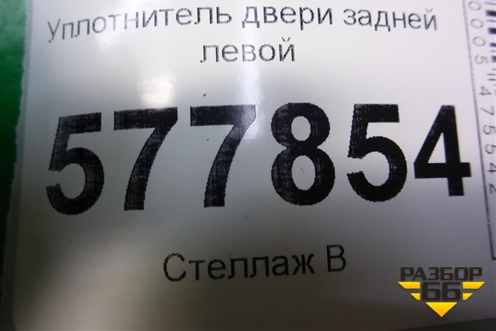 Уплотнитель двери задней
левой
577854
Стеллаж В
РАЗБОР
66